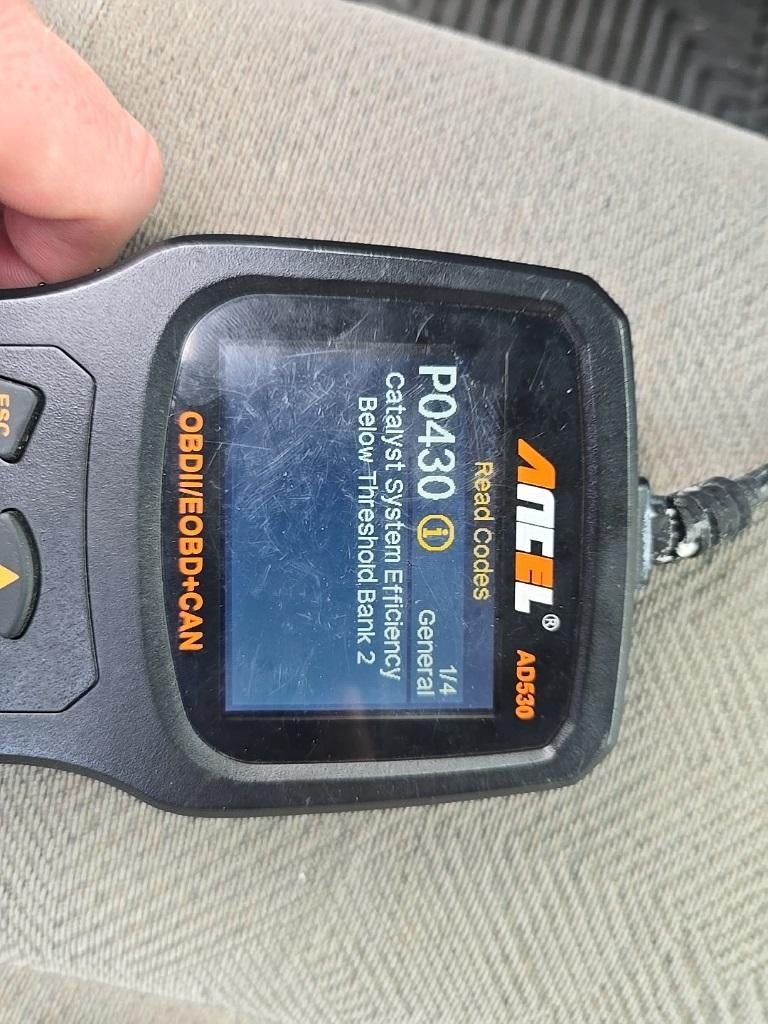 ANCEL®
AD530
Read Codes
1/4
P0430
General
Catalyst System Efficiency
Below Threshold Bank 2
OBDII/EOBD+CAN
ESC